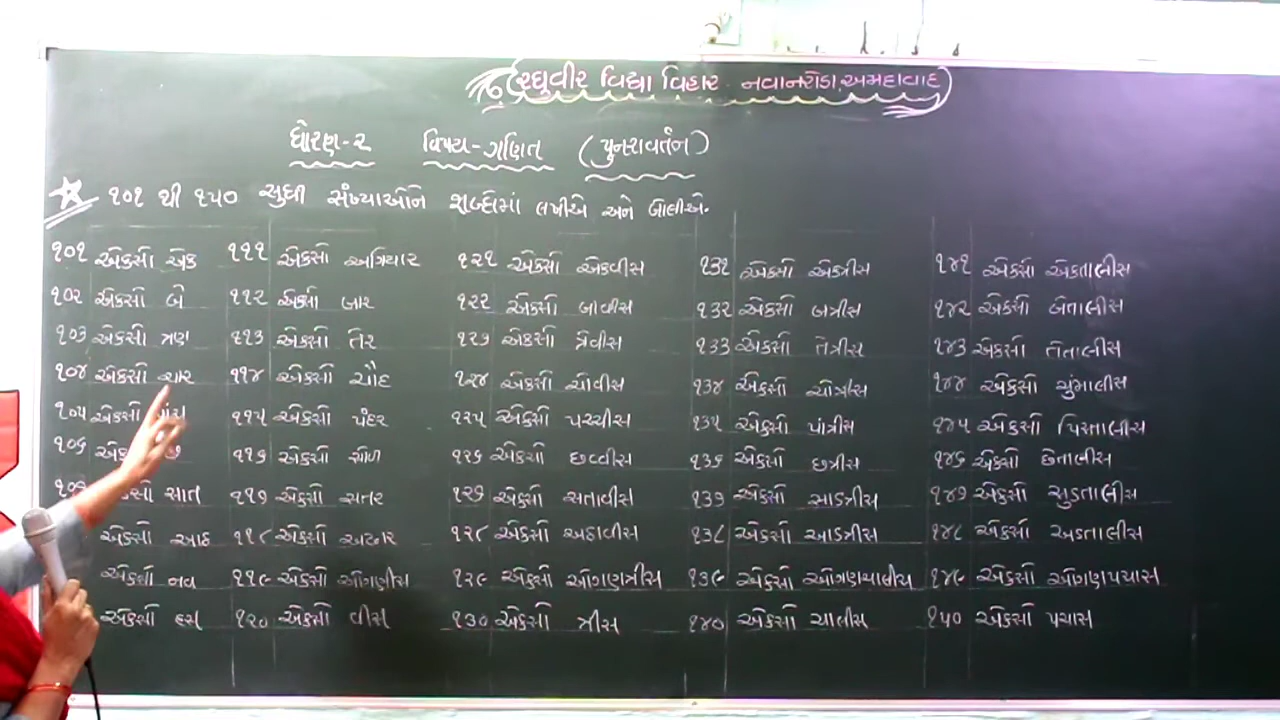 રઘુવીર વિદ્યા વિહાર નવાનરોડા, અમદાવાદ
ધોરણ-૨ વિષય-ગણિત (પુનરાવર્તન)
૧૦૧ થી ૧૫૦ સુધી સંખ્યાઓને શબ્દોમાં લખીએ અને બોલીએ.
૧૦૧ એકસો એક ૧૧૧ એકસો અગિયાર ૧૨૧ એકસો એકવીસ ૧૩૧ એકસો એકત્રીસ ૧૪૧ એકસો એકતાલીસ
૧૦૨ એકસો બે ૧૧૨ એકસો બાર ૧૨૨ એકસો બાવીસ ૧૩૨ એકસો બત્રીસ ૧૪૨ એકસો બેતાલીસ
૧૦૩ એકસો ત્રણ ૧૧૩ એકસો તેર ૧૨૩ એકસો ત્રેવીસ ૧૩૩ એકસો તેત્રીસ ૧૪૩ એકસો તેતાલીસ
૧૦૪ એકસો ચાર ૧૧૪ એકસો ચૌદ ૧૨૪ એકસો ચોવીસ ૧૩૪ એકસો ચોત્રીસ ૧૪૪ એકસો ચુંમાલીસ
૧૦૫ એકસો ૧૧૫ એકસો પંદર ૧૨૫ એકસો પચ્ચીસ ૧૩૫ એકસો પાંત્રીસ ૧૪૫ એકસો પિસ્તાલીસ
૧૦૬ ૧૧૬ એકસો સોળ ૧૨૬ એકસો છવ્વીસ ૧૩૬ એકસો છત્રીસ ૧૪૬ એકસો છેતાલીસ
સાત ૧૧૭ એકસો સત્તર ૧૨૭ એકસો સતાવીસ ૧૩૭ એકસો સાડત્રીસ ૧૪૭ એકસો સુડતાલીસ
એકસો આઠ ૧૧૮ એકસો અઢાર ૧૨૮ એકસો અઠાવીસ ૧૩૮ એકસો આડત્રીસ ૧૪૮ એકસો અડતાલીસ
એકસો નવ ૧૧૯ એકસો ઓગણીસ ૧૨૯ એકસો ઓગણત્રીસ ૧૩૯ એકસો ઓગણચાલીસ ૧૪૯ એકસો ઓગણપચાસ
એકસો દસ ૧૨૦ એકસો વીસ ૧૩૦ એકસો ત્રીસ ૧૪૦ એકસો ચાલીસ ૧૫૦ એકસો પચાસ